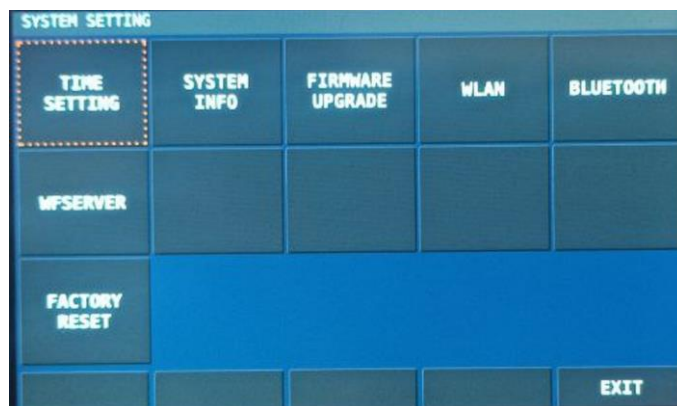 SYSTEM SETTING
TIME
SETTING
SYSTEM
INFO
FIRMWARE
UPGRADE
WLAN
BLUETOOTH
WFSERVER
FACTORY
RESET
EXIT